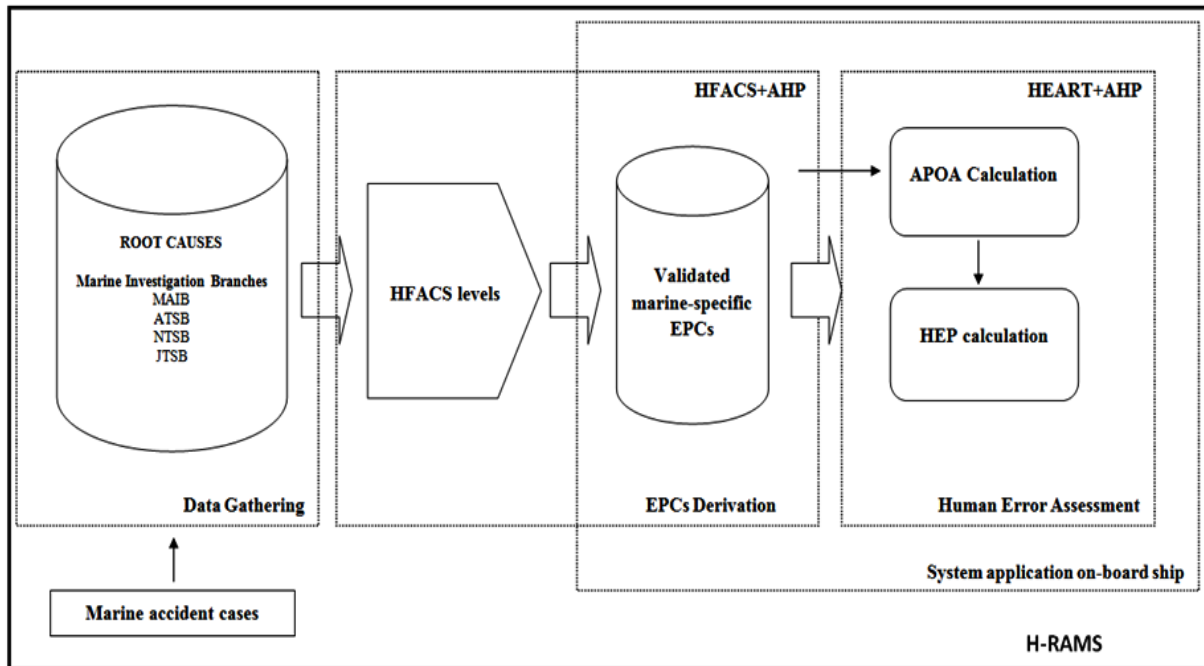 HFACS+AHP
HEART+AHP
ROOT CAUSES
Marine Investigation Branches
MAIB
ATSB
NTSB
JTSB
HFACS levels
Validated
marine-specific
EPCs
APOA Calculation
HEP calculation
Data Gathering
EPCs Derivation
Human Error Assessment
System application on-board ship
Marine accident cases
H-RAMS